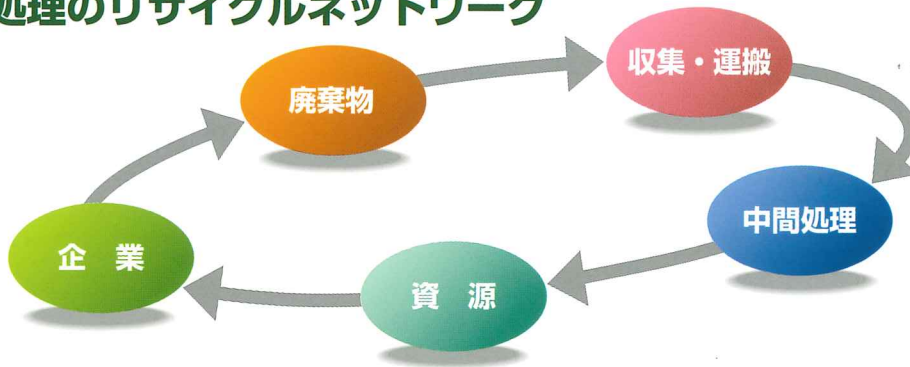 処理のリサイクルネットワーク
収集・運搬
廃棄物
中間処理
企　業
資　源